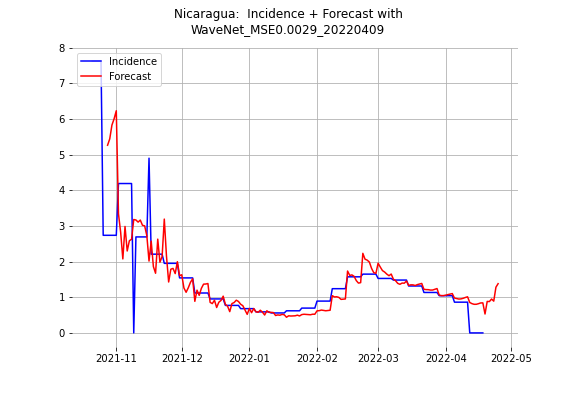 Nicaragua:  Incidence + Forecast with
WaveNet_MSE0.0029_20220409
Incidence
Forecast
8
7
6
5
4
3
2
1
0
2021-11 2021-12 2022-01 2022-02 2022-03 2022-04 2022-05